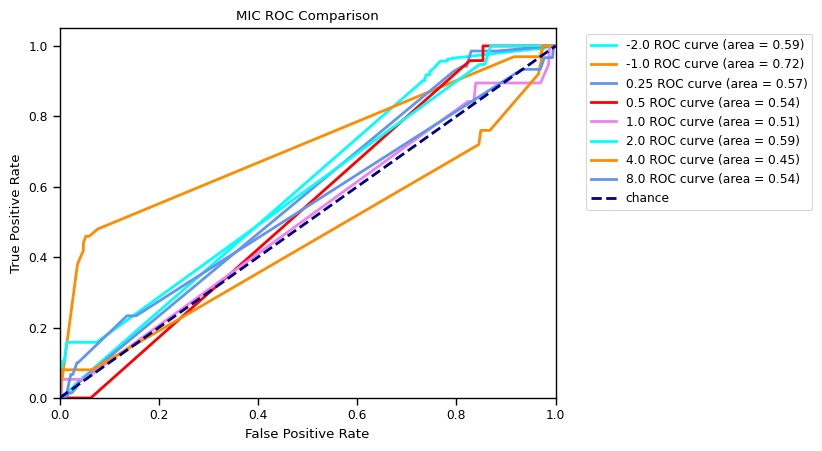 MIC ROC Comparison
1.0
0.8
0.6
0.4
0.2
0.0
True Positive Rate
0.0 0.2 0.4 0.6 0.8 1.0
False Positive Rate
-2.0 ROC curve (area = 0.59)
-1.0 ROC curve (area = 0.72)
0.25 ROC curve (area = 0.57)
0.5 ROC curve (area = 0.54)
1.0 ROC curve (area = 0.51)
2.0 ROC curve (area = 0.59)
4.0 ROC curve (area = 0.45)
8.0 ROC curve (area = 0.54)
chance